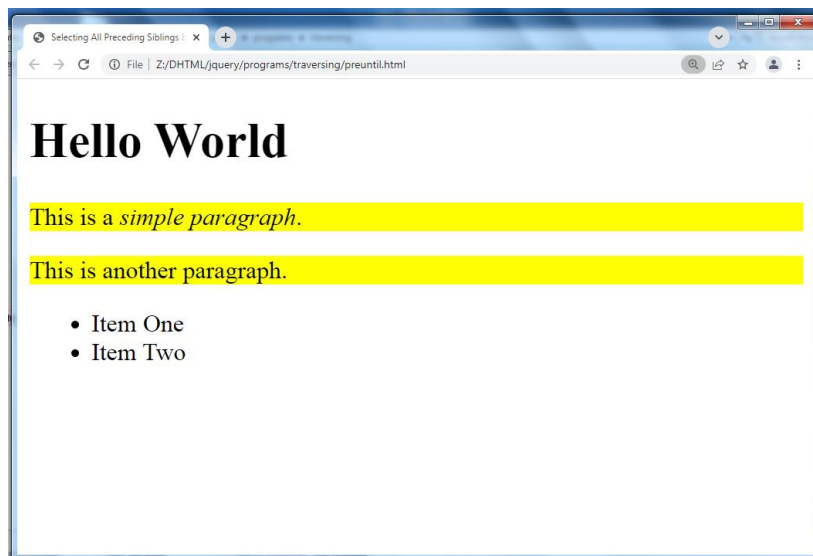 Selecting All Preceding Siblings
File | Z:/DHTML/jquery/programs/traversing/preuntil.html
Hello World
This is a simple paragraph.
This is another paragraph.
• Item One
• Item Two